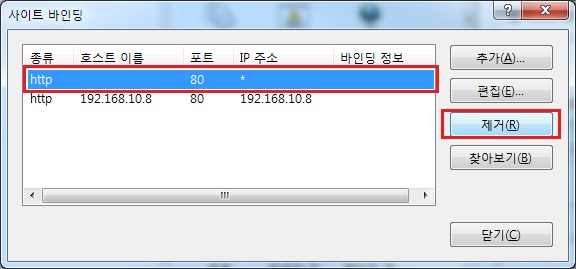 사이트 바인딩
종류 호스트 이름 포트 IP 주소 바인딩 정보
http 80 *
http 192.168.10.8 80 192.168.10.8
추가(A)...
편집(E)...
제거(R)
찾아보기(B)
닫기(C)